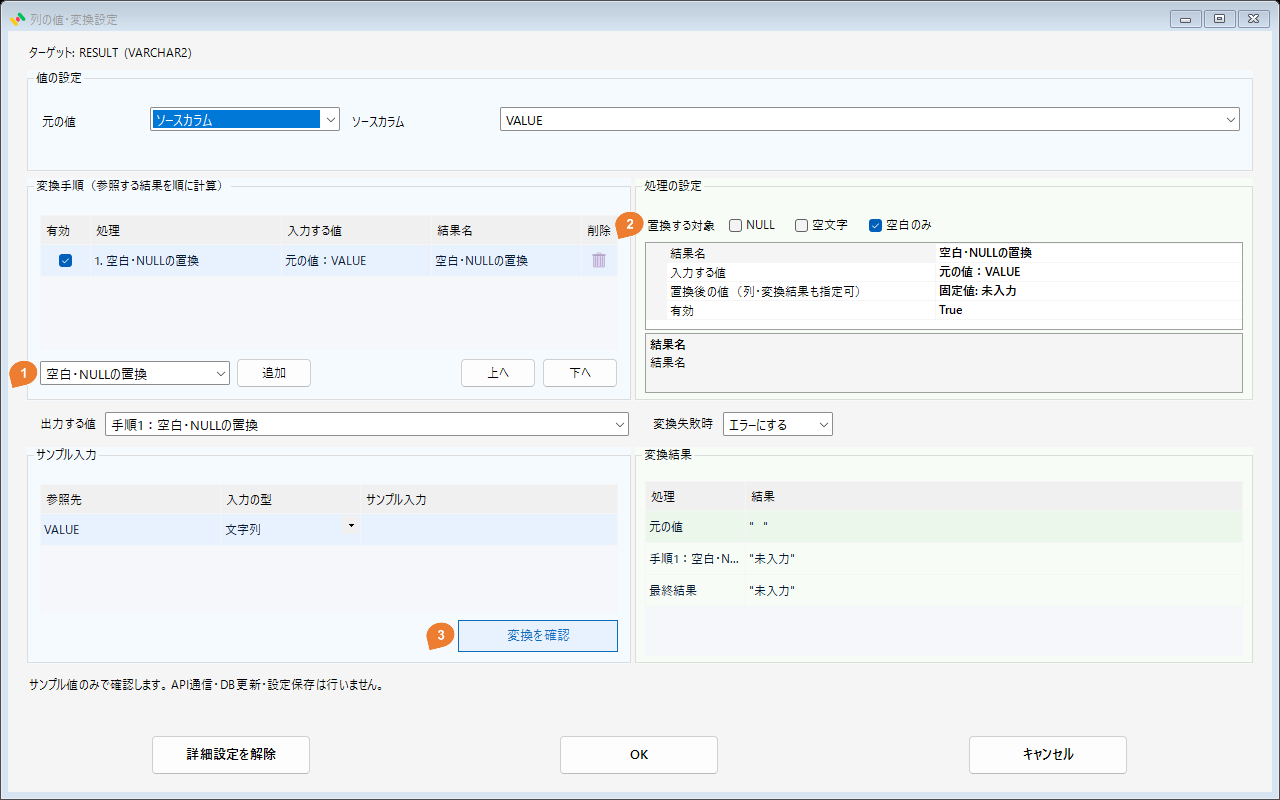 列の値・変換設定
ターゲット: RESULT (VARCHAR2)
値の設定
元の値 ソースカラム ソースカラム VALUE
変換手順（参照する結果を順に計算）
有効 処理 入力する値 結果名 削除
1. 空白・NULLの置換 元の値：VALUE 空白・NULLの置換
1 空白・NULLの置換 追加 上へ 下へ
処理の設定
2 置換する対象 NULL 空文字 空白のみ
結果名 空白・NULLの置換
入力する値 元の値：VALUE
置換後の値（列・変換結果も指定可） 固定値: 未入力
有効 True
結果名
結果名
出力する値 手順1：空白・NULLの置換 変換失敗時 エラーにする
サンプル入力
参照先 入力の型 サンプル入力
VALUE 文字列
3 変換を確認
変換結果
処理 結果
元の値 "  "
手順1：空白・N... "未入力"
最終結果 "未入力"
サンプル値のみで確認します。API通信・DB更新・設定保存は行いません。
詳細設定を解除 OK キャンセル